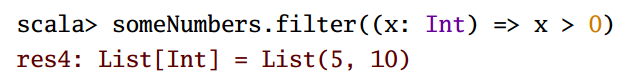 scala> someNumbers.filter((x: Int) => x > 0)
res4: List[Int] = List(5, 10)